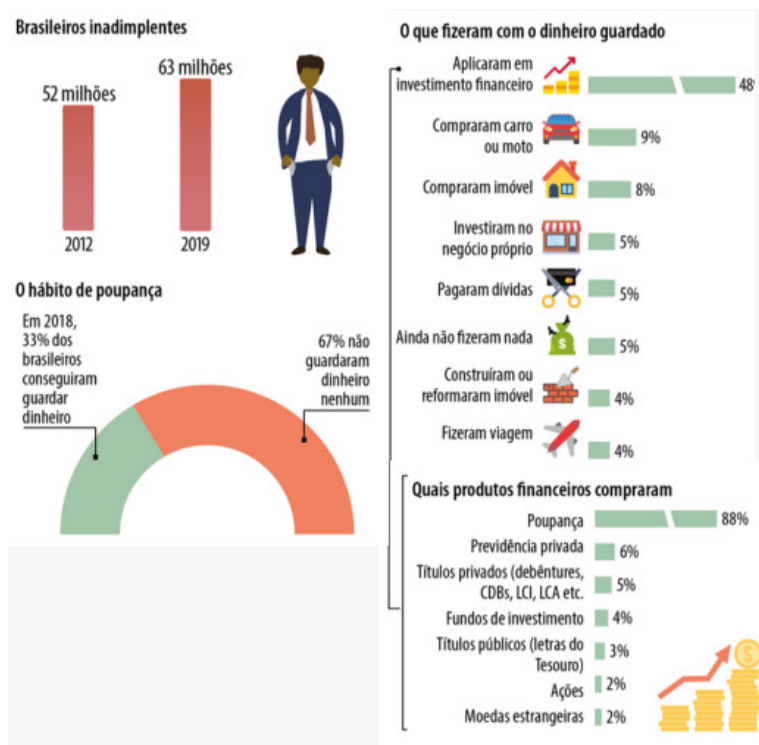 Brasileiros inadimplentes
63 milhões
52 milhões
2012
2019
O hábito de poupança
Em 2018,
33% dos
brasileiros
conseguiram
guardar
dinheiro
67% não
guardaram
dinheiro
nenhum
O que fizeram com o dinheiro guardado
Aplicaram em
investimento financeiro
48
Compraram carro
ou moto
9%
Compraram imóvel
8%
Investiram no
negócio próprio
5%
Pagaram dívidas
5%
Ainda não fizeram nada
$
5%
Construíram ou
reformaram imóvel
4%
Fizeram viagem
4%
Quais produtos financeiros compraram
Poupança
88%
Previdência privada
6%
Títulos privados (debêntures,
CDBs, LCI, LCA etc.
5%
Fundos de investimento
4%
Títulos públicos (letras do
Tesouro)
3%
Ações
2%
Moedas estrangeiras
2%
$